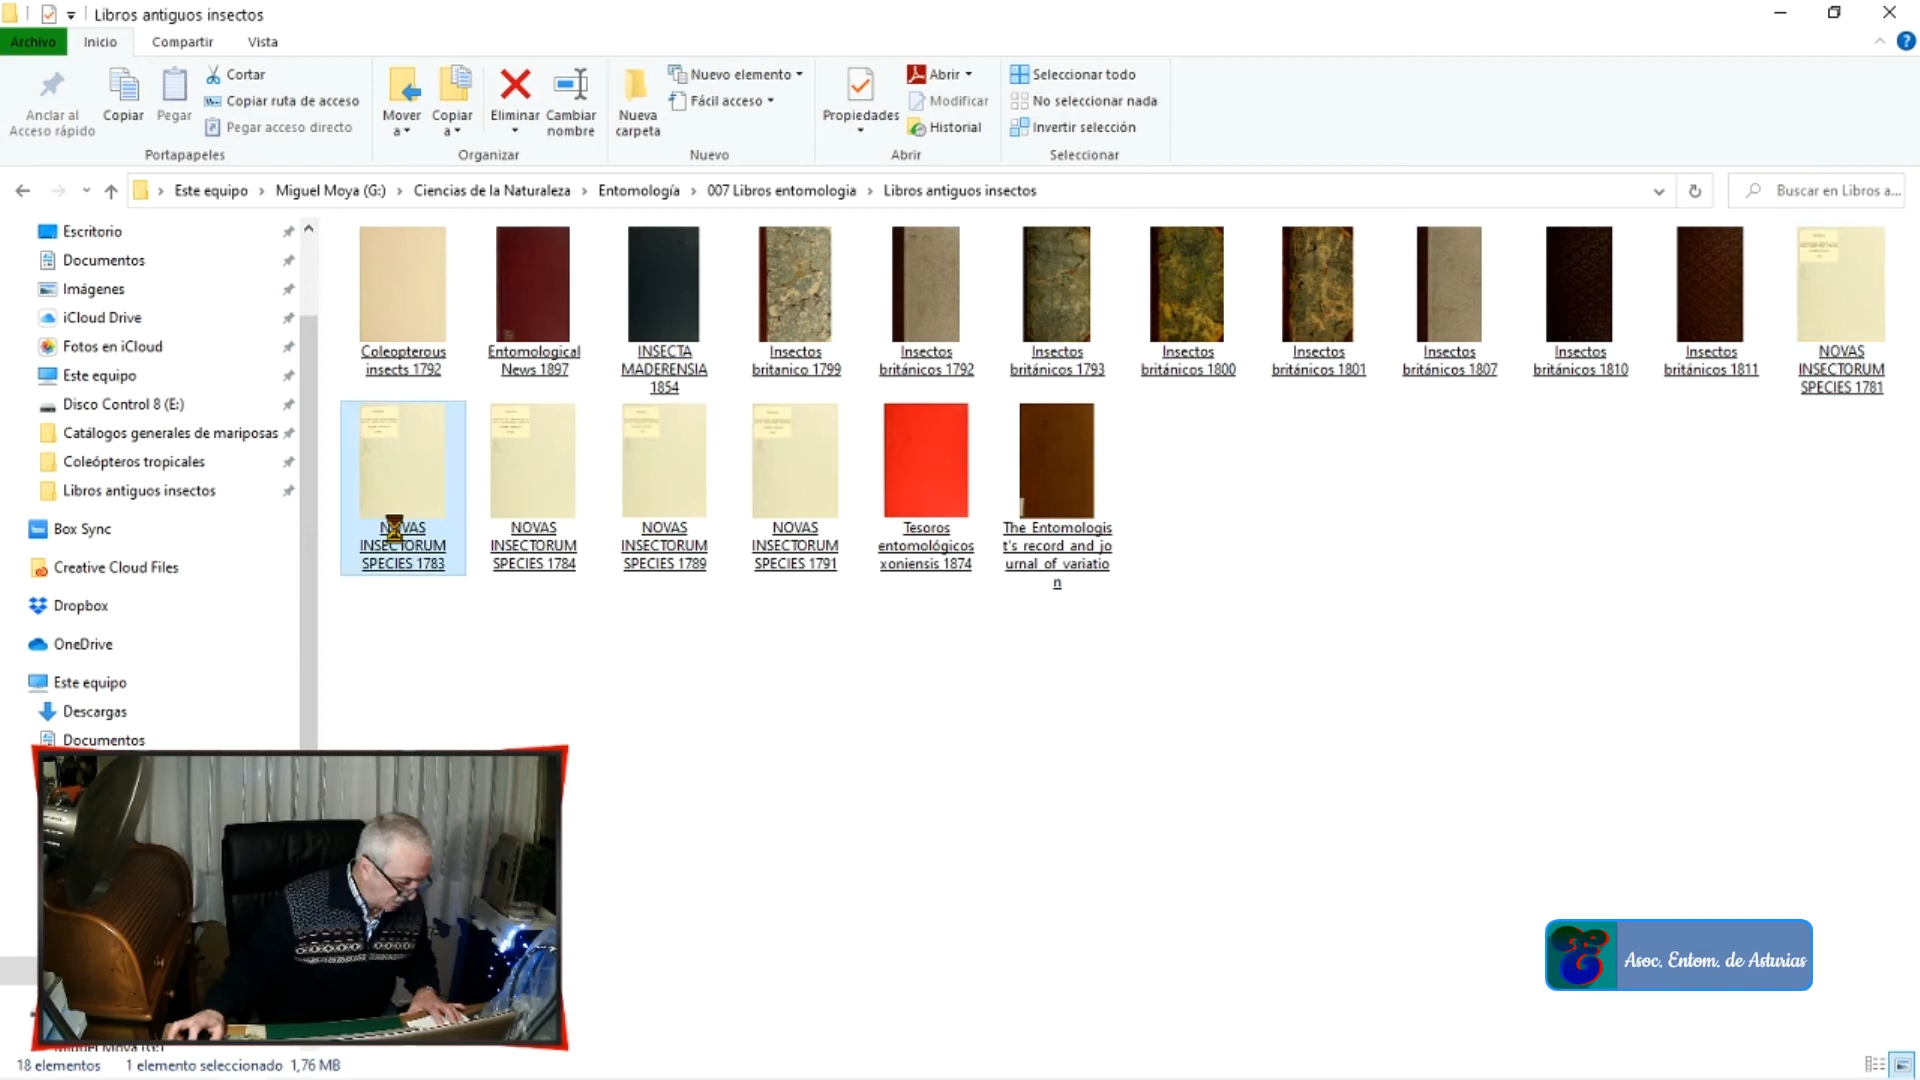 Libros antiguos insectos
Archivo
Inicio
Compartir
Vista
Anclar al
Acceso rápido
Copiar
Pegar
Cortar
Copiar ruta de acceso
Pegar acceso directo
Portapapeles
Mover
a
Copiar
a
Eliminar
Cambiar
nombre
Organizar
Nueva
carpeta
Nuevo elemento
Fácil acceso
Nuevo
Propiedades
Abrir
Modificar
Historial
Abrir
Seleccionar todo
No seleccionar nada
Invertir selección
Seleccionar
Este equipo
Miguel Moya (G:)
Ciencias de la Naturaleza
Entomología
007 Libros entomologia
Libros antiguos insectos
Buscar en Libros a...
Escritorio
Documentos
Imágenes
iCloud Drive
Fotos en iCloud
Este equipo
Disco Control 8 (E:)
Catálogos generales de mariposas
Coleópteros tropicales
Libros antiguos insectos
Box Sync
Creative Cloud Files
Dropbox
OneDrive
Este equipo
Descargas
Documentos
Coleopterous
insects 1792
Entomological
News 1897
INSECTA
MADERENSIA
1854
Insectos
britanico 1799
Insectos
británicos 1792
Insectos
británicos 1793
Insectos
británicos 1800
Insectos
británicos 1801
Insectos
británicos 1807
Insectos
británicos 1810
Insectos
británicos 1811
NOVAS
INSECTORUM
SPECIES 1781
NOVAS
INSECTORUM
SPECIES 1783
NOVAS
INSECTORUM
SPECIES 1784
NOVAS
INSECTORUM
SPECIES 1789
NOVAS
INSECTORUM
SPECIES 1791
Tesoros
entomológicos
xoniensis 1874
The Entomologis
t's record and jo
urnal of variatio
n
Asoc. Entom. de Asturias
Miguel Moya (G:)
18 elementos
1 elemento seleccionado 1,76 MB